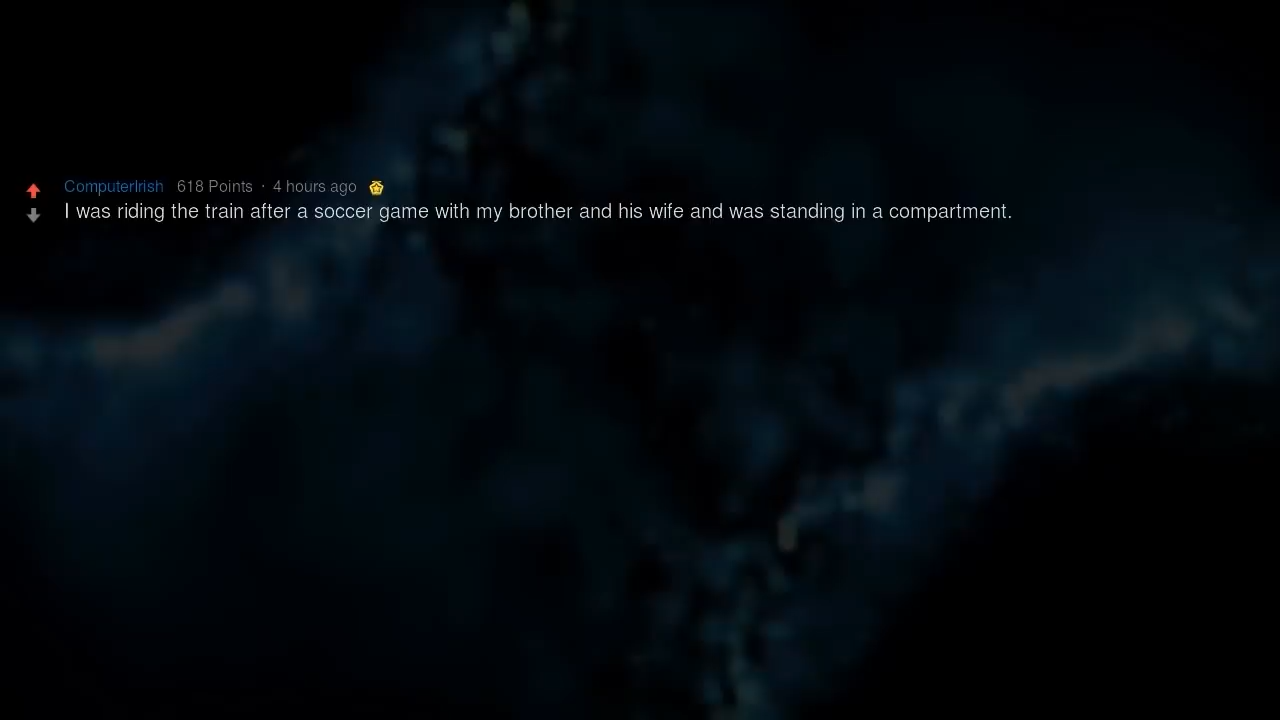 ComputerIrish 618 Points · 4 hours ago
I was riding the train after a soccer game with my brother and his wife and was standing in a compartment.